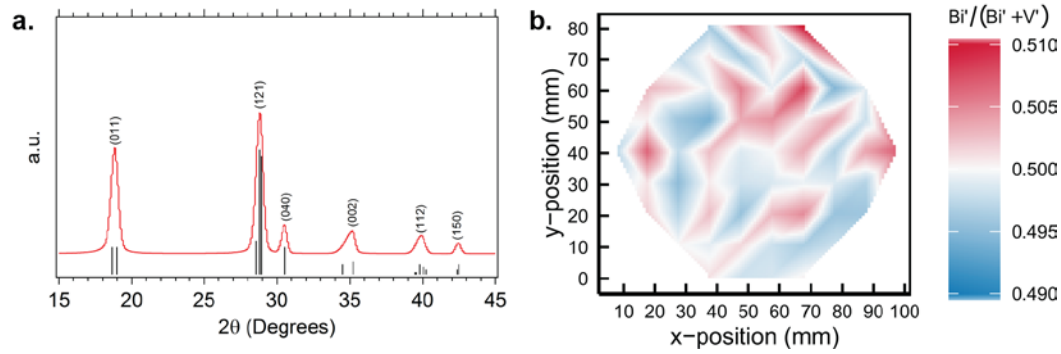 a.
a.u.
(011)
(121)
(040)
(002)
(112)
(150)
15 20 25 30 35 40 45
2θ (Degrees)
b.
y−position (mm)
80
70
60
50
40
30
20
10
0
10 20 30 40 50 60 70 80 90 100
x−position (mm)
Bi'/(Bi' +V')
0.510
0.505
0.500
0.495
0.490